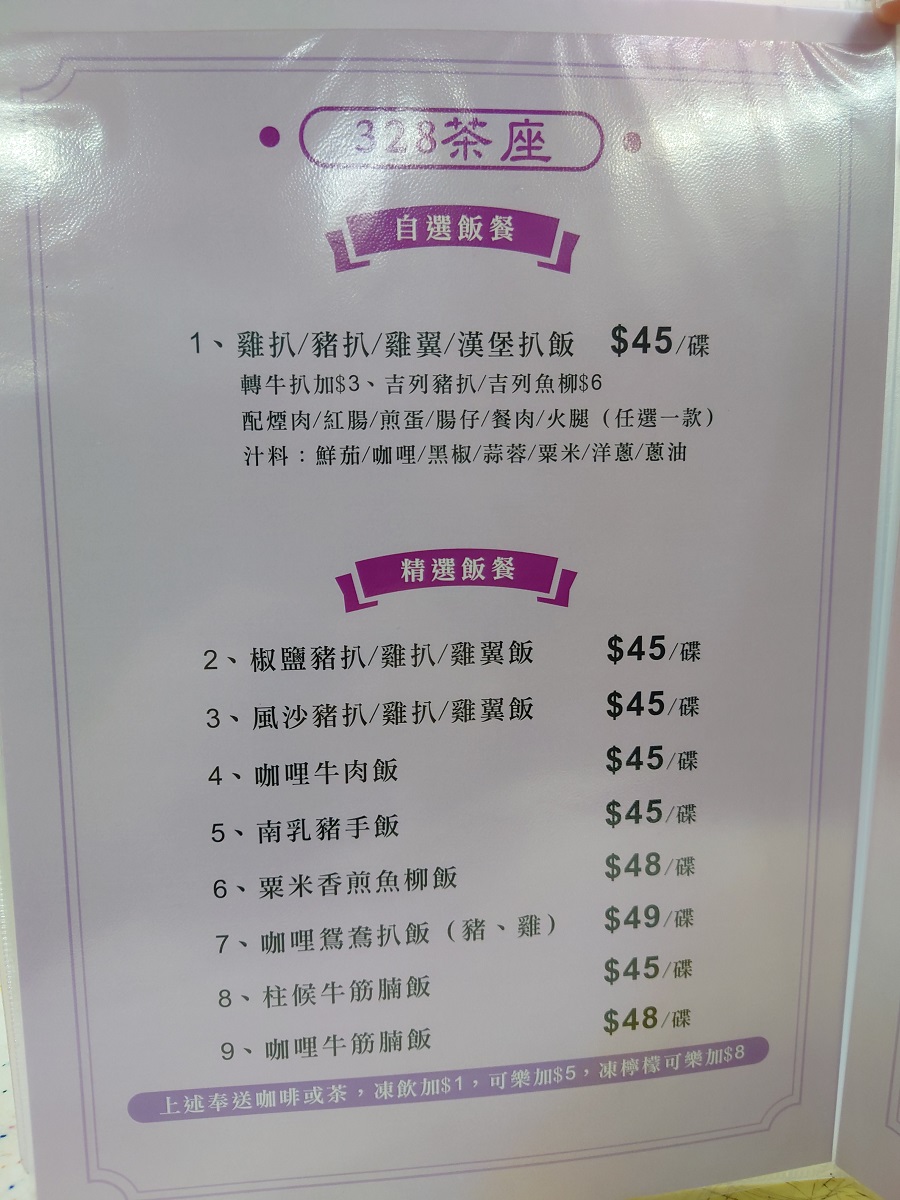 328茶座
自選飯餐
1、雞扒/豬扒/雞翼/漢堡扒飯 $45/碟
轉牛扒加$3、吉列豬扒/吉列魚柳$6
配煙肉/紅腸/煎蛋/腸仔/餐肉/火腿（任選一款）
汁料：鮮茄/咖哩/黑椒/蒜蓉/粟米/洋蔥/蔥油
精選飯餐
2、椒鹽豬扒/雞扒/雞翼飯 $45/碟
3、風沙豬扒/雞扒/雞翼飯 $45/碟
4、咖哩牛肉飯 $45/碟
5、南乳豬手飯 $45/碟
6、粟米香煎魚柳飯 $48/碟
7、咖哩鴛鴦扒飯（豬、雞） $49/碟
8、柱候牛筋腩飯 $45/碟
9、咖哩牛筋腩飯 $48/碟
上述奉送咖啡或茶，凍飲加$1，可樂加$5，凍檸檬可樂加$8